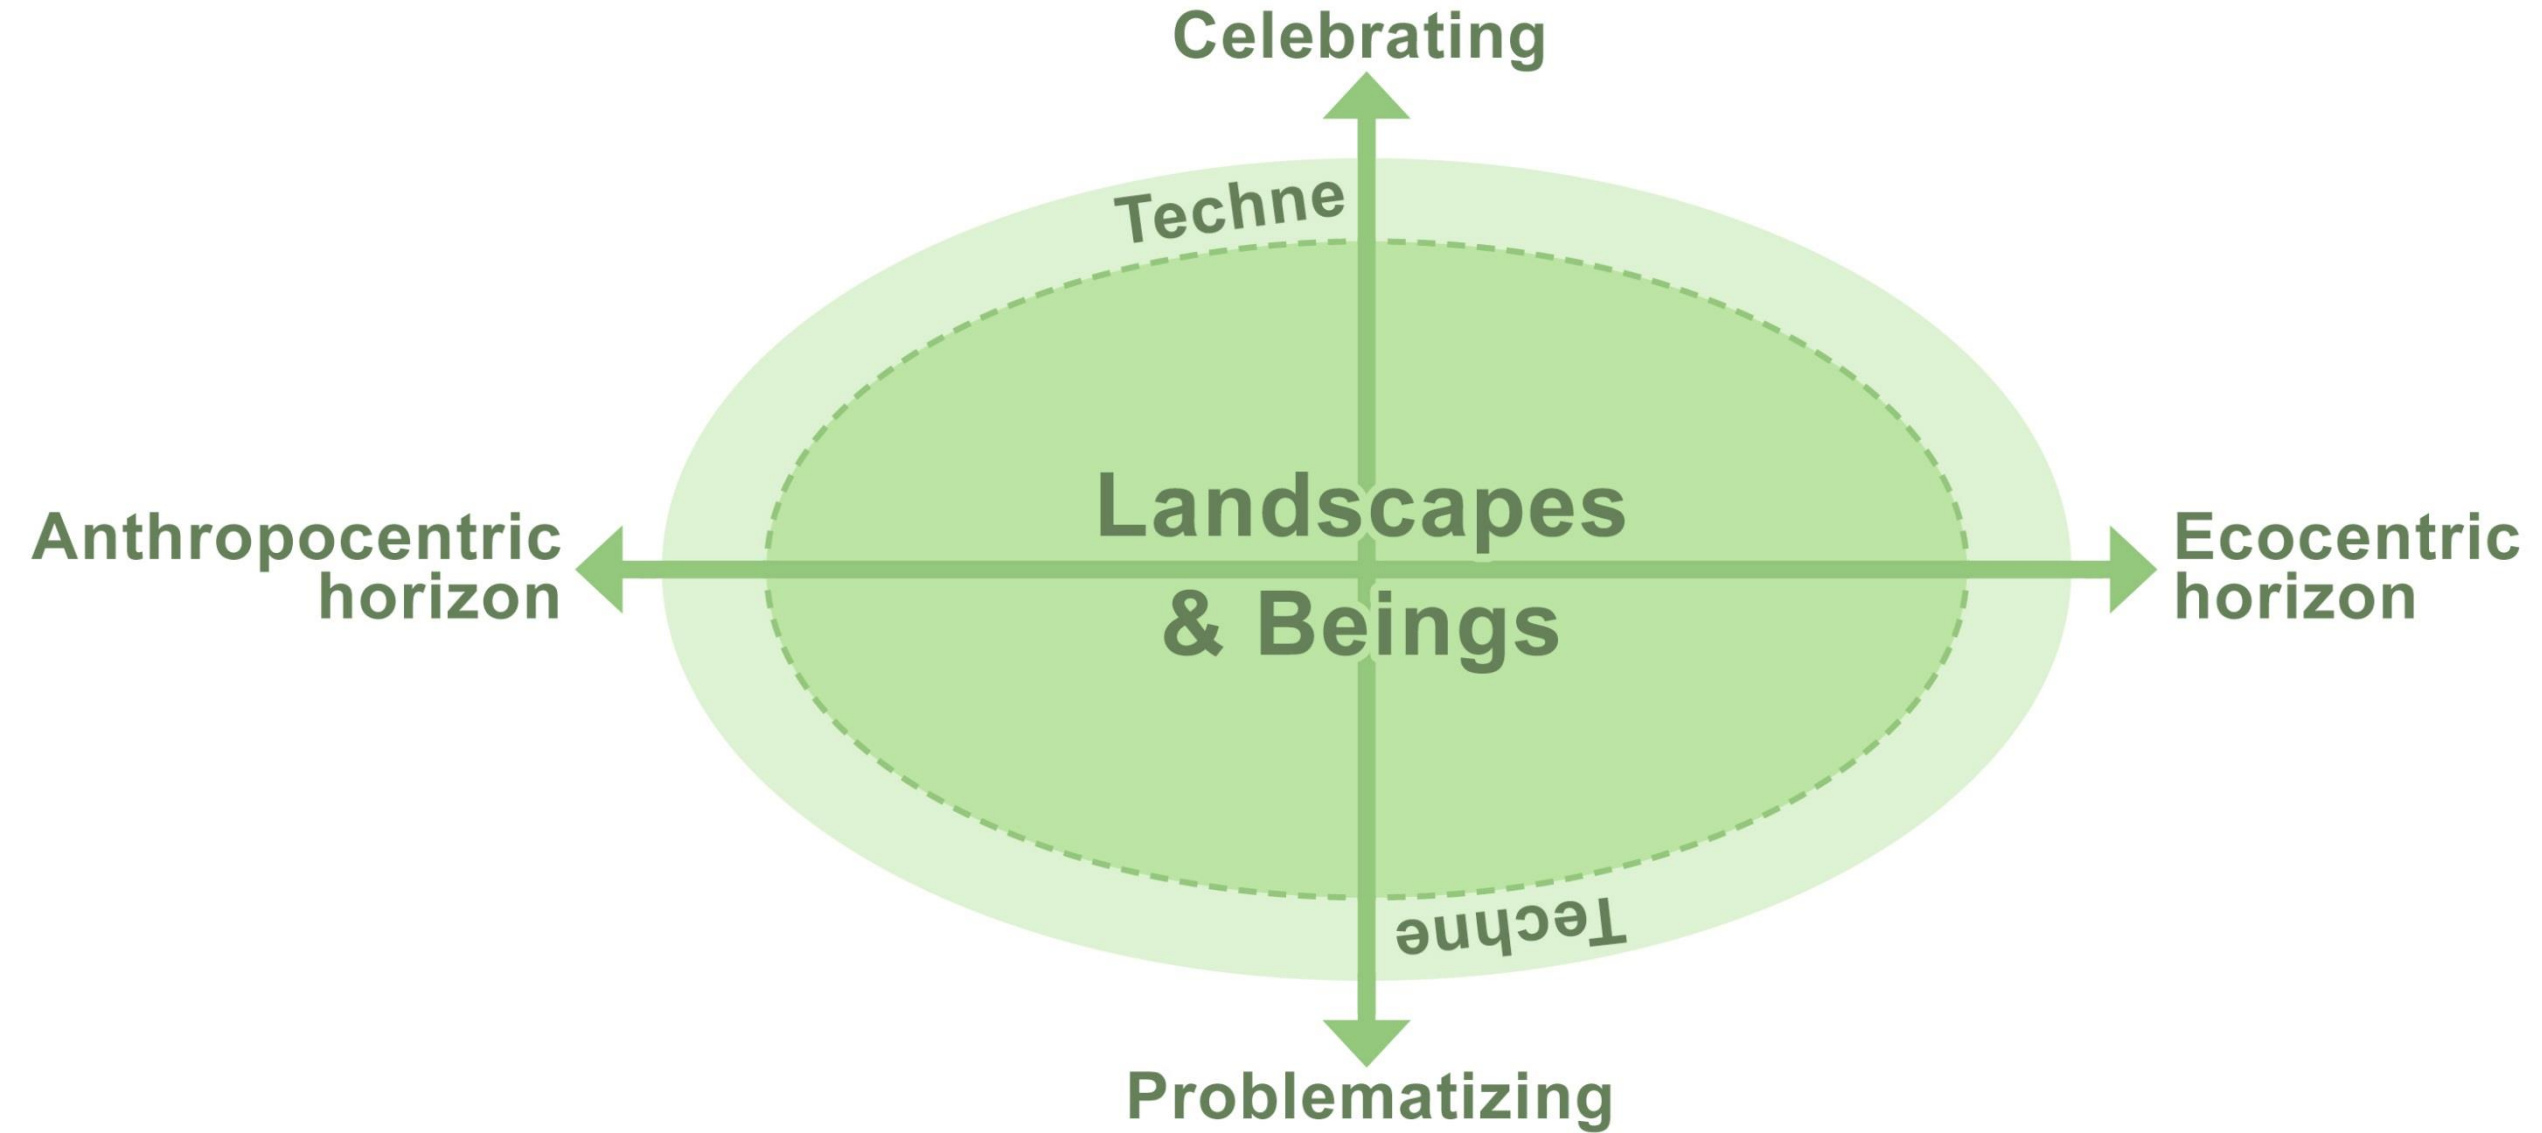 Celebrating
Techne
Landscapes
& Beings
Anthropocentric
horizon
Ecocentric
horizon
Techne
Problematizing